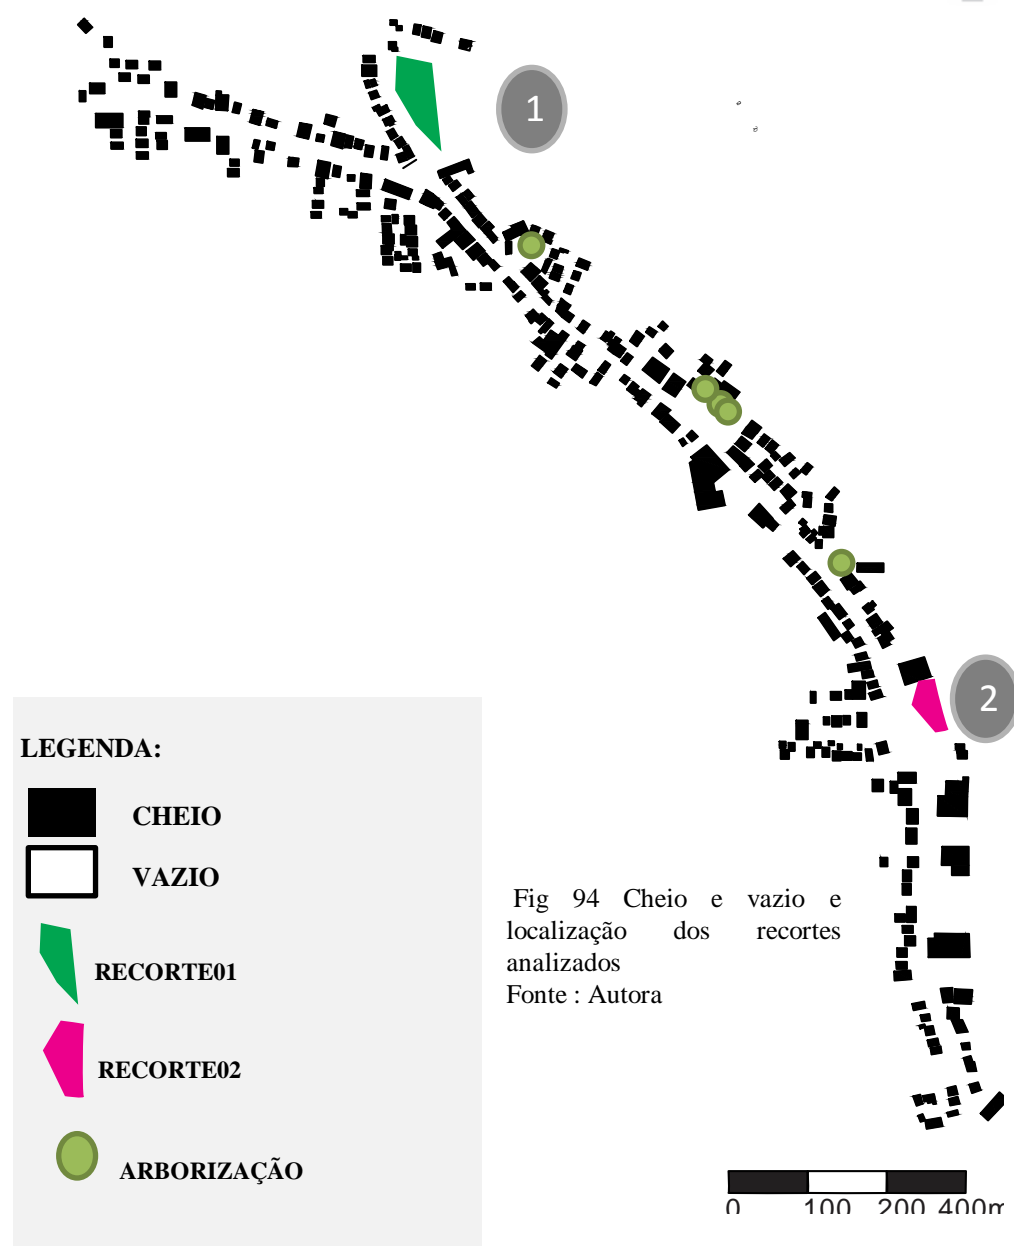 1
2
LEGENDA:
CHEIO
VAZIO
RECORTE01
RECORTE02
ARBORIZAÇÃO
Fig 94 Cheio e vazio e
localização dos recortes
analizados
Fonte : Autora
0 100 200 400m